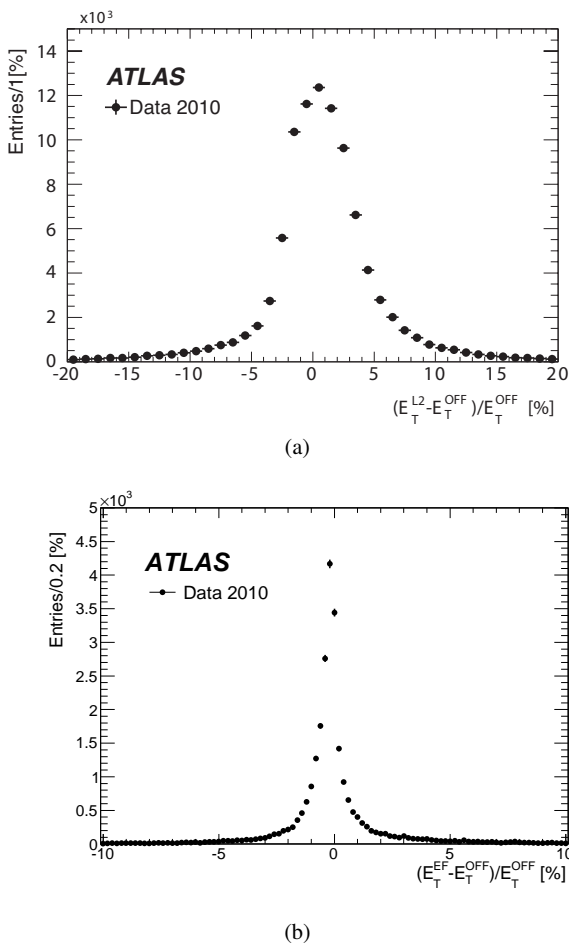 ×10³
Entries/1[%]
14
12
10
8
6
4
2
0
ATLAS
Data 2010
-20 -15 -10 -5 0 5 10 15 20
(E_T^L2-E_T^OFF)/E_T^OFF [%]
(a)
×10³
Entries/0.2 [%]
5
4.5
4
3.5
3
2.5
2
1.5
1
0.5
0
ATLAS
Data 2010
-10 -5 0 5 10
(E_T^EF-E_T^OFF)/E_T^OFF [%]
(b)